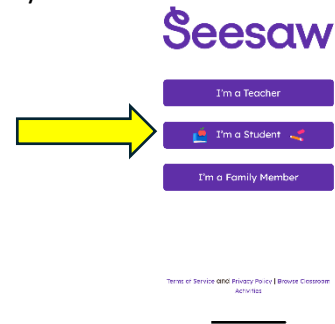 Seesaw
I'm a Teacher
I'm a Student
I'm a Family Member
Terms of Service and Privacy Policy | Browse Classroom
Activities